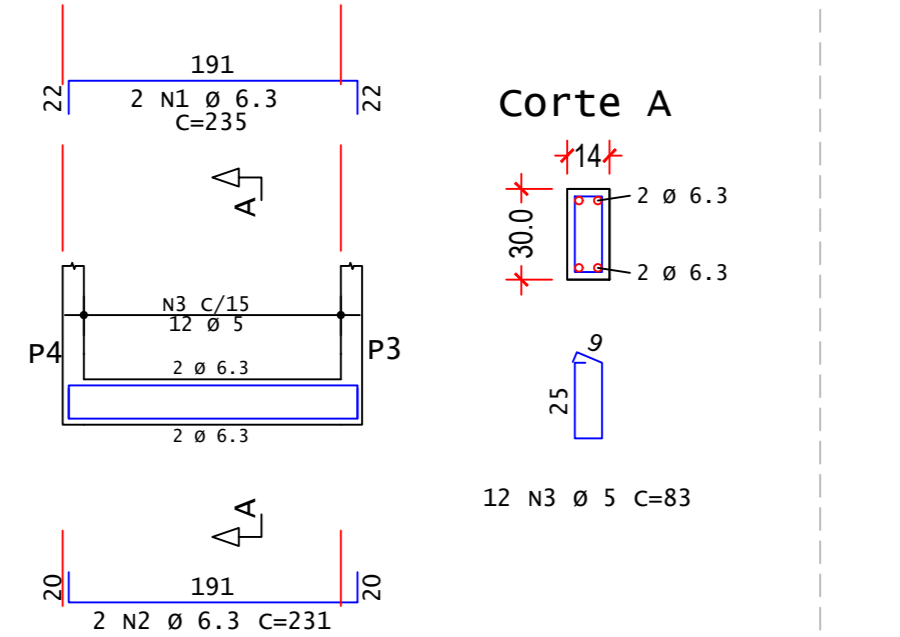 191
22
22
2 N1 Ø 6.3
C=235
A
N3 C/15
12 Ø 5
P4
P3
2 Ø 6.3
2 Ø 6.3
A
191
20
20
2 N2 Ø 6.3 C=231
Corte A
14
30.0
2 Ø 6.3
2 Ø 6.3
9
25
12 N3 Ø 5 C=83